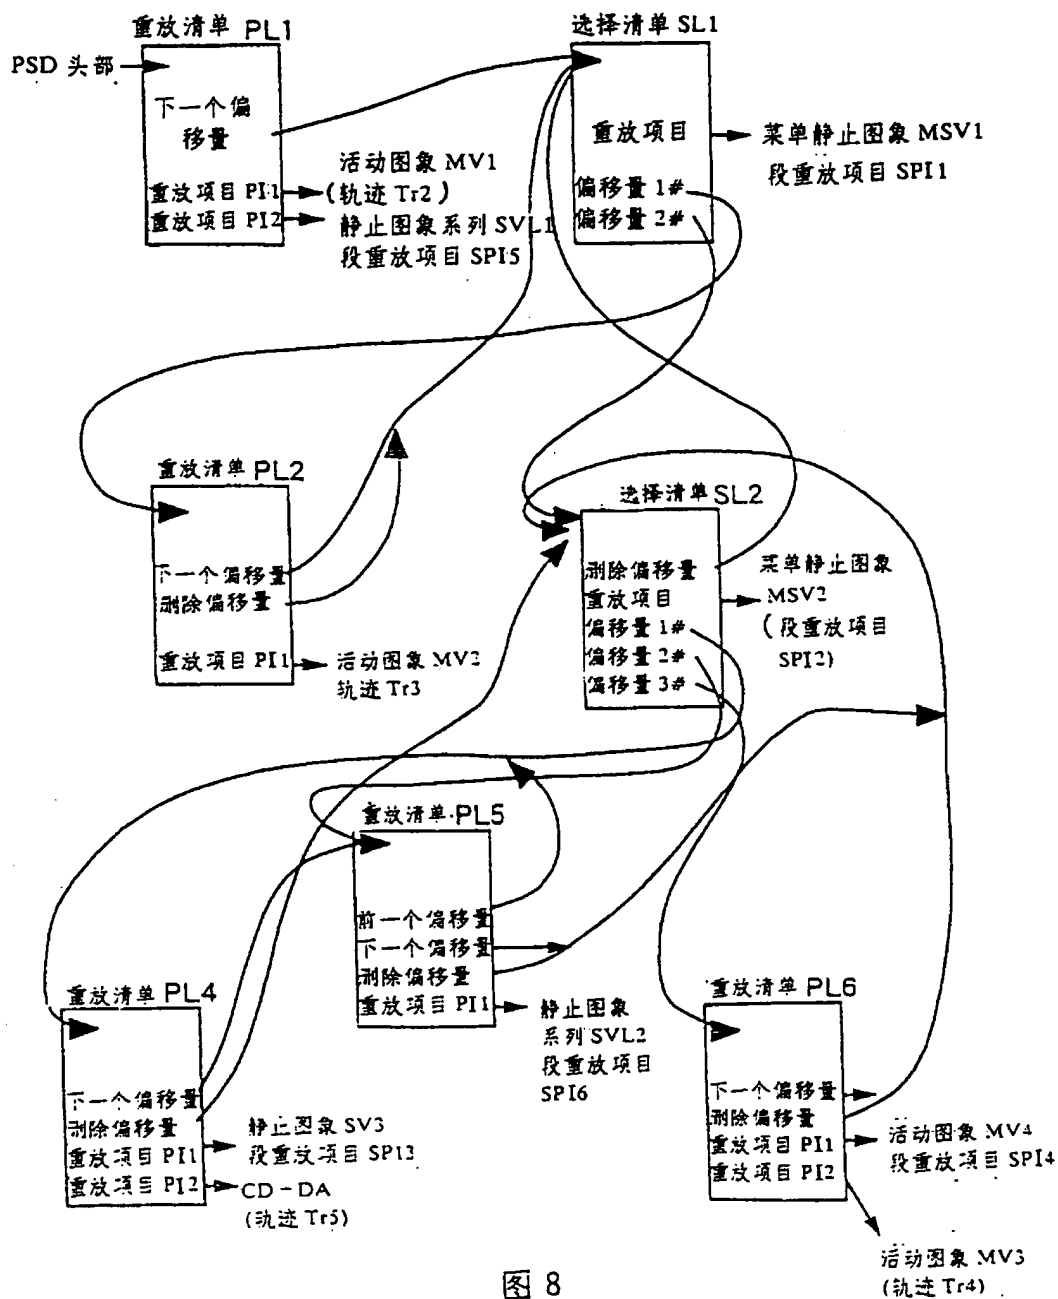 重放清单 PL1
PSD 头部
下一个偏
移量
重放项目 PI1
重放项目 PI2
活动图象 MV1
(轨迹 Tr2)
静止图象系列 SVL1
段重放项目 SPI5
选择清单 SL1
重放项目
偏移量 1#
偏移量 2#
菜单静止图象 MSV1
段重放项目 SPI1
重放清单 PL2
下一个偏移量
删除偏移量
重放项目 PI1
活动图象 MV2
轨迹 Tr3
选择清单 SL2
删除偏移量
重放项目
偏移量 1#
偏移量 2#
偏移量 3#
菜单静止图象
MSV2
(段重放项目
SPI2)
重放清单 PL5
前一个偏移量
下一个偏移量
删除偏移量
重放项目 PI1
静止图象
系列 SVL2
段重放项目
SPI6
重放清单 PL4
下一个偏移量
删除偏移量
重放项目 PI1
重放项目 PI2
静止图象 SV3
段重放项目 SPI3
CD-DA
(轨迹 Tr5)
重放清单 PL6
下一个偏移量
删除偏移量
重放项目 PI1
重放项目 PI2
活动图象 MV4
段重放项目 SPI4
活动图象 MV3
(轨迹 Tr4)
图 8